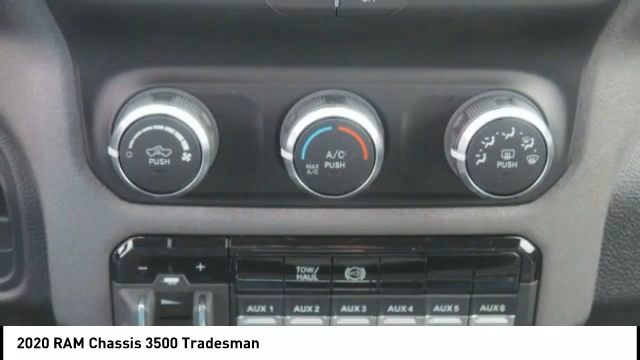 PUSH
A/C
MAX A/C
PUSH
PUSH
TOW/
HAUL
AUX 1 AUX 2 AUX 3 AUX 4 AUX 5 AUX 6
2020 RAM Chassis 3500 Tradesman